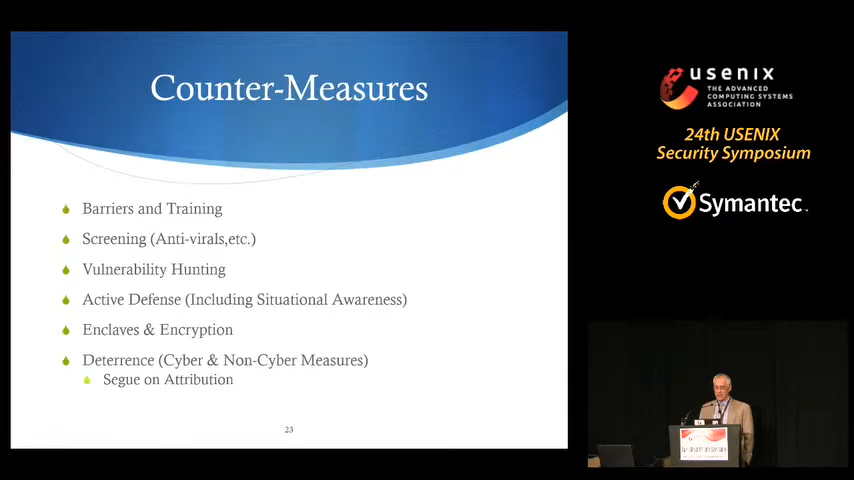 Counter-Measures
Barriers and Training
Screening (Anti-virals,etc.)
Vulnerability Hunting
Active Defense (Including Situational Awareness)
Enclaves & Encryption
Deterrence (Cyber & Non-Cyber Measures)
Segue on Attribution
23
usenix
THE ADVANCED
COMPUTING SYSTEMS
ASSOCIATION
24th USENIX
Security Symposium
Symantec.